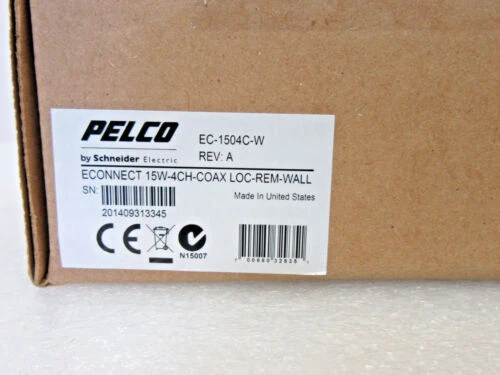 PELCO
EC-1504C-W
by Schneider Electric
REV: A
ECONNECT 15W-4CH-COAX LOC-REM-WALL
SN:
Made In United States
201409313345
CE
N15007